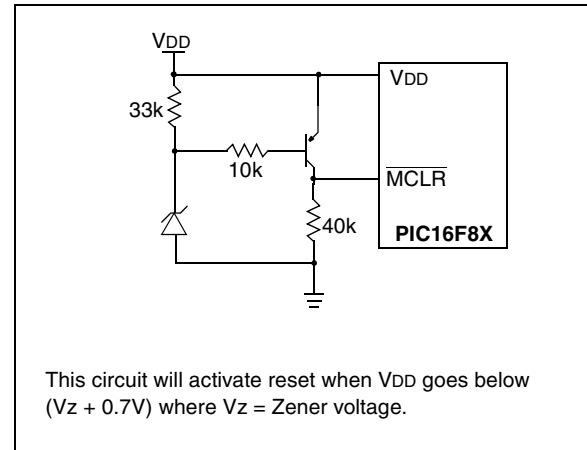 VDD
VDD
33k
10k
MCLR
40k
PIC16F8X
This circuit will activate reset when VDD goes below
(Vz + 0.7V) where Vz = Zener voltage.